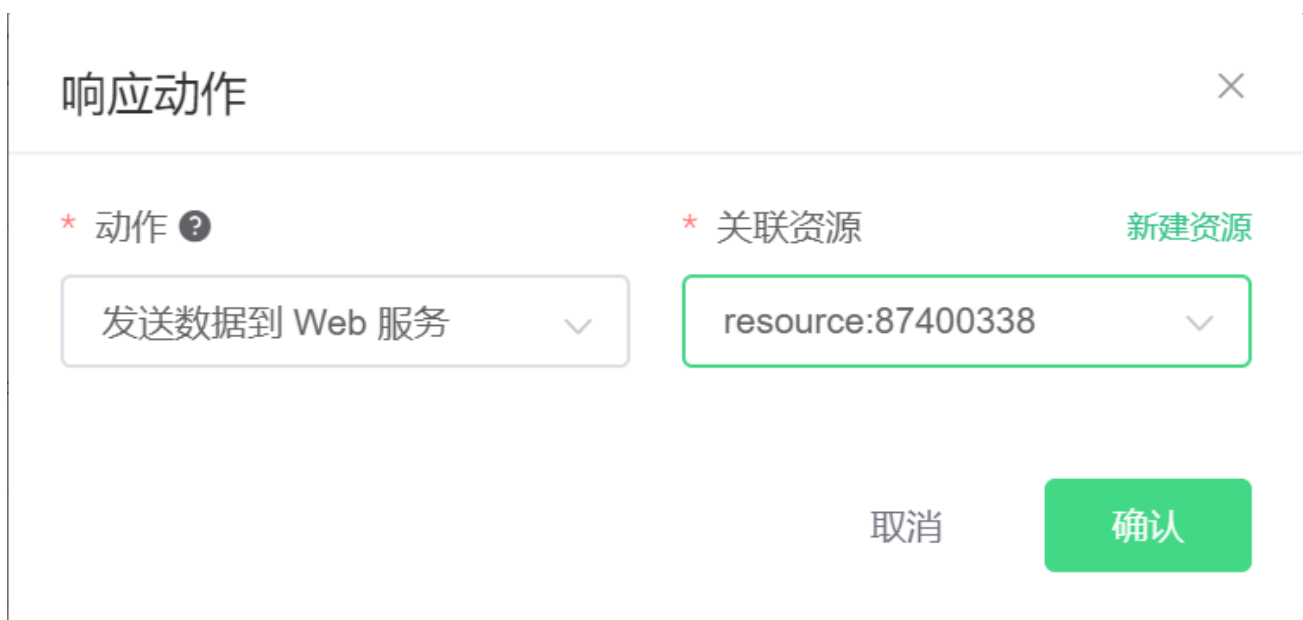 响应动作
* 动作 ?
* 关联资源 新建资源
发送数据到 Web 服务
resource:87400338
取消
确认